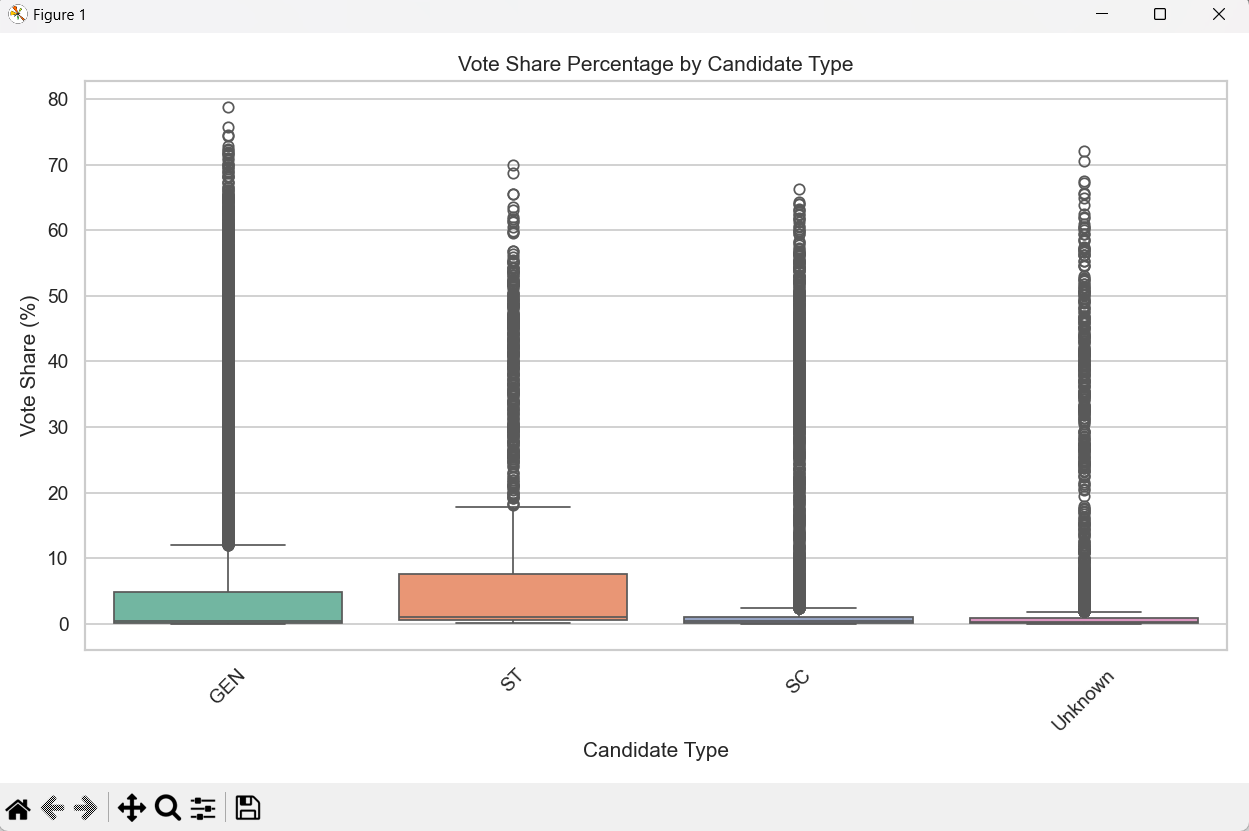 Figure 1
Vote Share Percentage by Candidate Type
80
70
60
50
40
30
20
10
0
Vote Share (%)
GEN
ST
SC
Unknown
Candidate Type